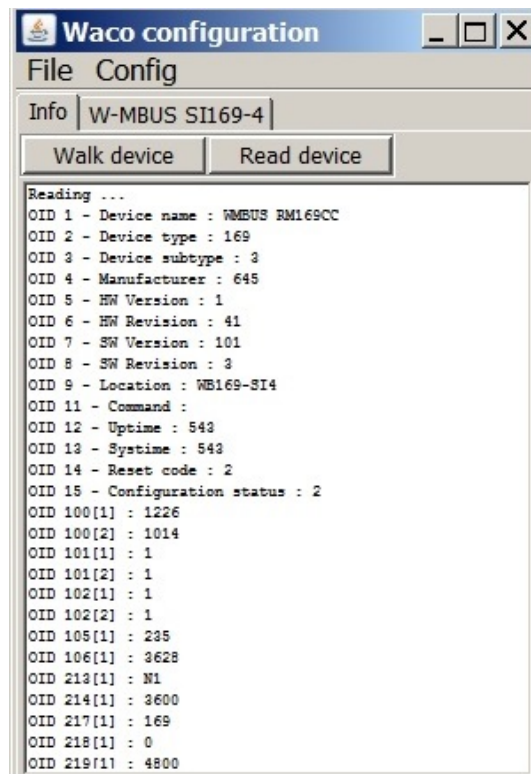 Waco configuration
File Config
Info W-MBUS SI169-4
Walk device Read device
Reading ...
OID 1 - Device name : WMBUS RM169CC
OID 2 - Device type : 169
OID 3 - Device subtype : 3
OID 4 - Manufacturer : 645
OID 5 - HW Version : 1
OID 6 - HW Revision : 41
OID 7 - SW Version : 101
OID 8 - SW Revision : 3
OID 9 - Location : WB169-SI4
OID 11 - Command :
OID 12 - Uptime : 543
OID 13 - Systime : 543
OID 14 - Reset code : 2
OID 15 - Configuration status : 2
OID 100[1] : 1226
OID 100[2] : 1014
OID 101[1] : 1
OID 101[2] : 1
OID 102[1] : 1
OID 102[2] : 1
OID 105[1] : 235
OID 106[1] : 3628
OID 213[1] : N1
OID 214[1] : 3600
OID 217[1] : 169
OID 218[1] : 0
OID 219[1] : 4800